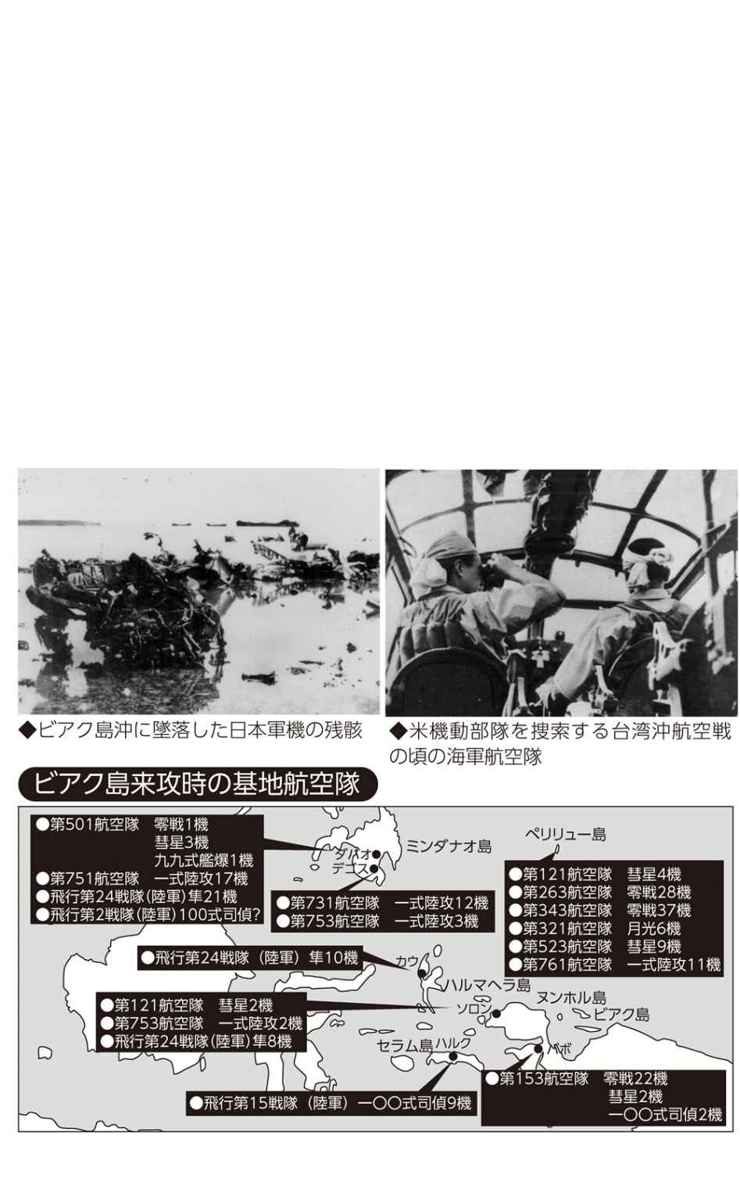 ◆ビアク島沖に墜落した日本軍機の残骸
◆米機動部隊を捜索する台湾沖航空戦
の頃の海軍航空隊
ビアク島来攻時の基地航空隊
●第501航空隊　零戦1機
彗星3機
九九式艦爆1機
●第751航空隊　一式陸攻17機
●飛行第24戦隊(陸軍)隼21機
●飛行第2戦隊(陸軍)100式司偵?
ダバオ
デゴス
ミンダナオ島
●第731航空隊　一式陸攻12機
●第753航空隊　一式陸攻3機
ペリリュー島
●第121航空隊　彗星4機
●第263航空隊　零戦28機
●第343航空隊　零戦37機
●第321航空隊　月光6機
●第523航空隊　彗星9機
●第761航空隊　一式陸攻11機
●飛行第24戦隊（陸軍）隼10機
カウ
ハルマヘラ島
●第121航空隊　彗星2機
●第753航空隊　一式陸攻2機
●飛行第24戦隊(陸軍)隼8機
ソロン
ヌンホル島
ビアク島
セラム島
ハルク
バボ
●飛行第15戦隊（陸軍）一〇〇式司偵9機
●第153航空隊　零戦22機
彗星2機
一〇〇式司偵2機